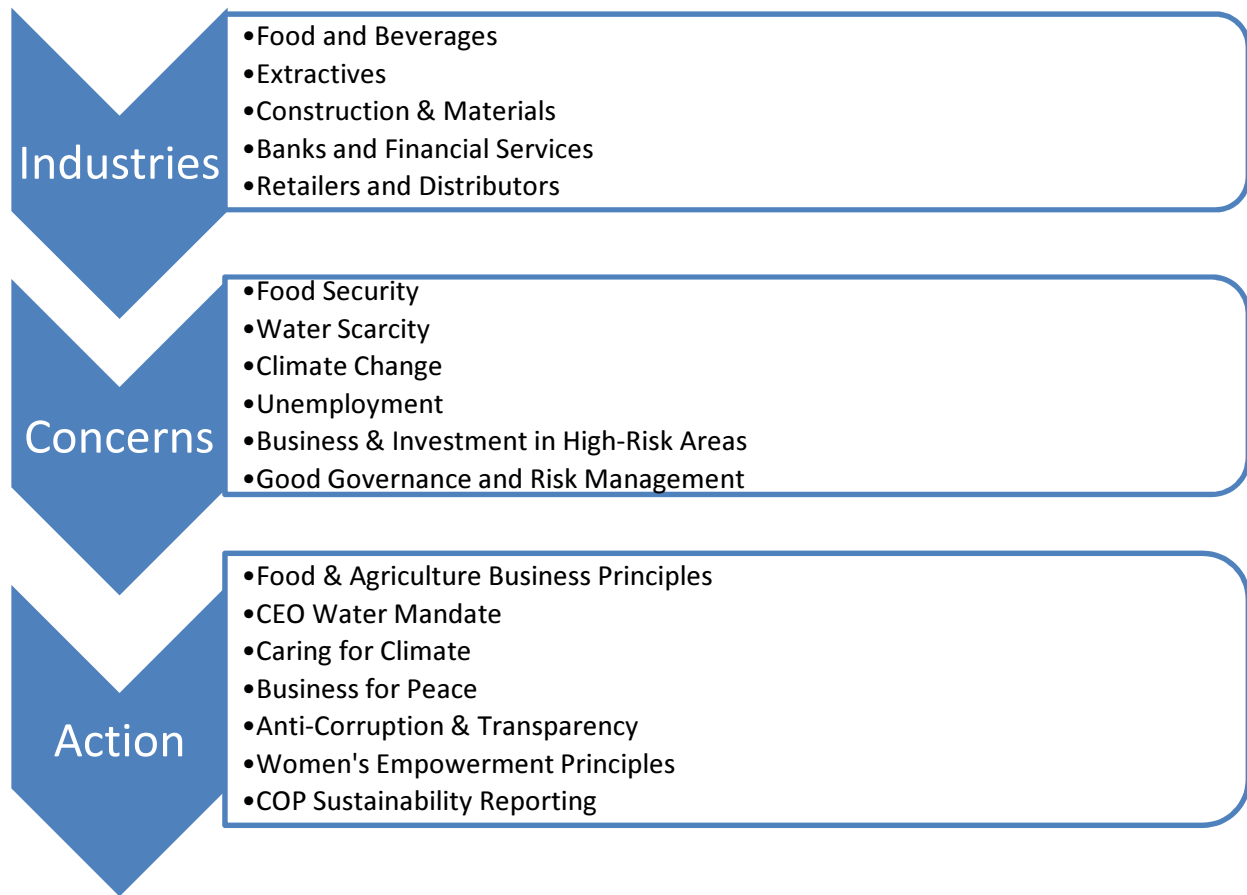 Industries
•Food and Beverages
•Extractives
•Construction & Materials
•Banks and Financial Services
•Retailers and Distributors
Concerns
•Food Security
•Water Scarcity
•Climate Change
•Unemployment
•Business & Investment in High-Risk Areas
•Good Governance and Risk Management
Action
•Food & Agriculture Business Principles
•CEO Water Mandate
•Caring for Climate
•Business for Peace
•Anti-Corruption & Transparency
•Women's Empowerment Principles
•COP Sustainability Reporting